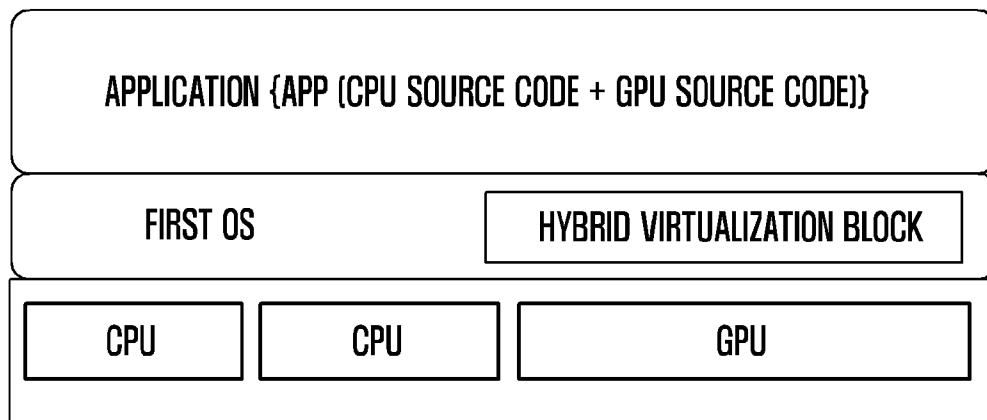 APPLICATION {APP (CPU SOURCE CODE + GPU SOURCE CODE)}
FIRST OS
HYBRID VIRTUALIZATION BLOCK
CPU
CPU
GPU